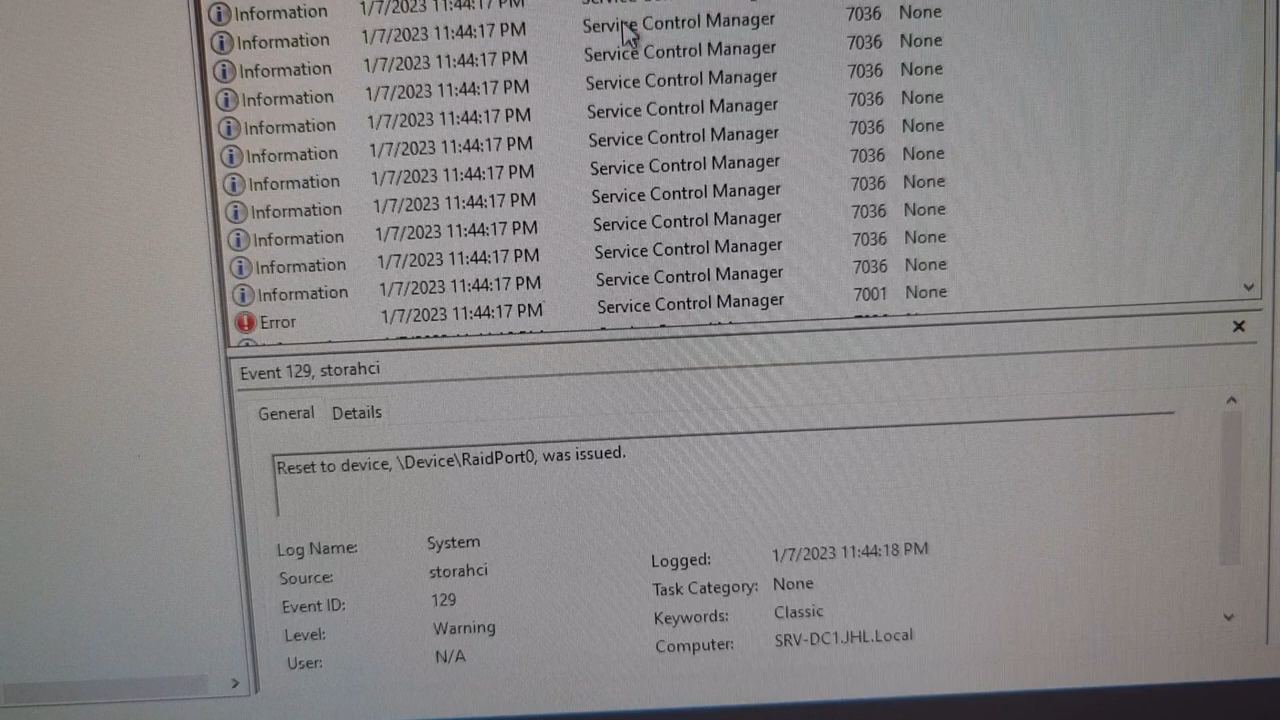 Information 1/7/2023 11:44:17 PM
Information 1/7/2023 11:44:17 PM Service Control Manager 7036 None
Information 1/7/2023 11:44:17 PM Service Control Manager 7036 None
Information 1/7/2023 11:44:17 PM Service Control Manager 7036 None
Information 1/7/2023 11:44:17 PM Service Control Manager 7036 None
Information 1/7/2023 11:44:17 PM Service Control Manager 7036 None
Information 1/7/2023 11:44:17 PM Service Control Manager 7036 None
Information 1/7/2023 11:44:17 PM Service Control Manager 7036 None
Information 1/7/2023 11:44:17 PM Service Control Manager 7036 None
Information 1/7/2023 11:44:17 PM Service Control Manager 7036 None
Information 1/7/2023 11:44:17 PM Service Control Manager 7036 None
Error 1/7/2023 11:44:17 PM Service Control Manager 7001 None
Event 129, storahci
General Details
Reset to device, \Device\RaidPort0, was issued.
Log Name: System
Source: storahci Logged: 1/7/2023 11:44:18 PM
Event ID: 129 Task Category: None
Level: Warning Keywords: Classic
User: N/A Computer: SRV-DC1.JHL.Local